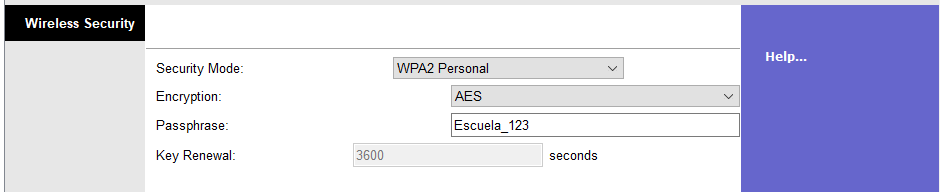 Wireless Security
Help...
Security Mode: WPA2 Personal
Encryption: AES
Passphrase: Escuela_123
Key Renewal: 3600 seconds